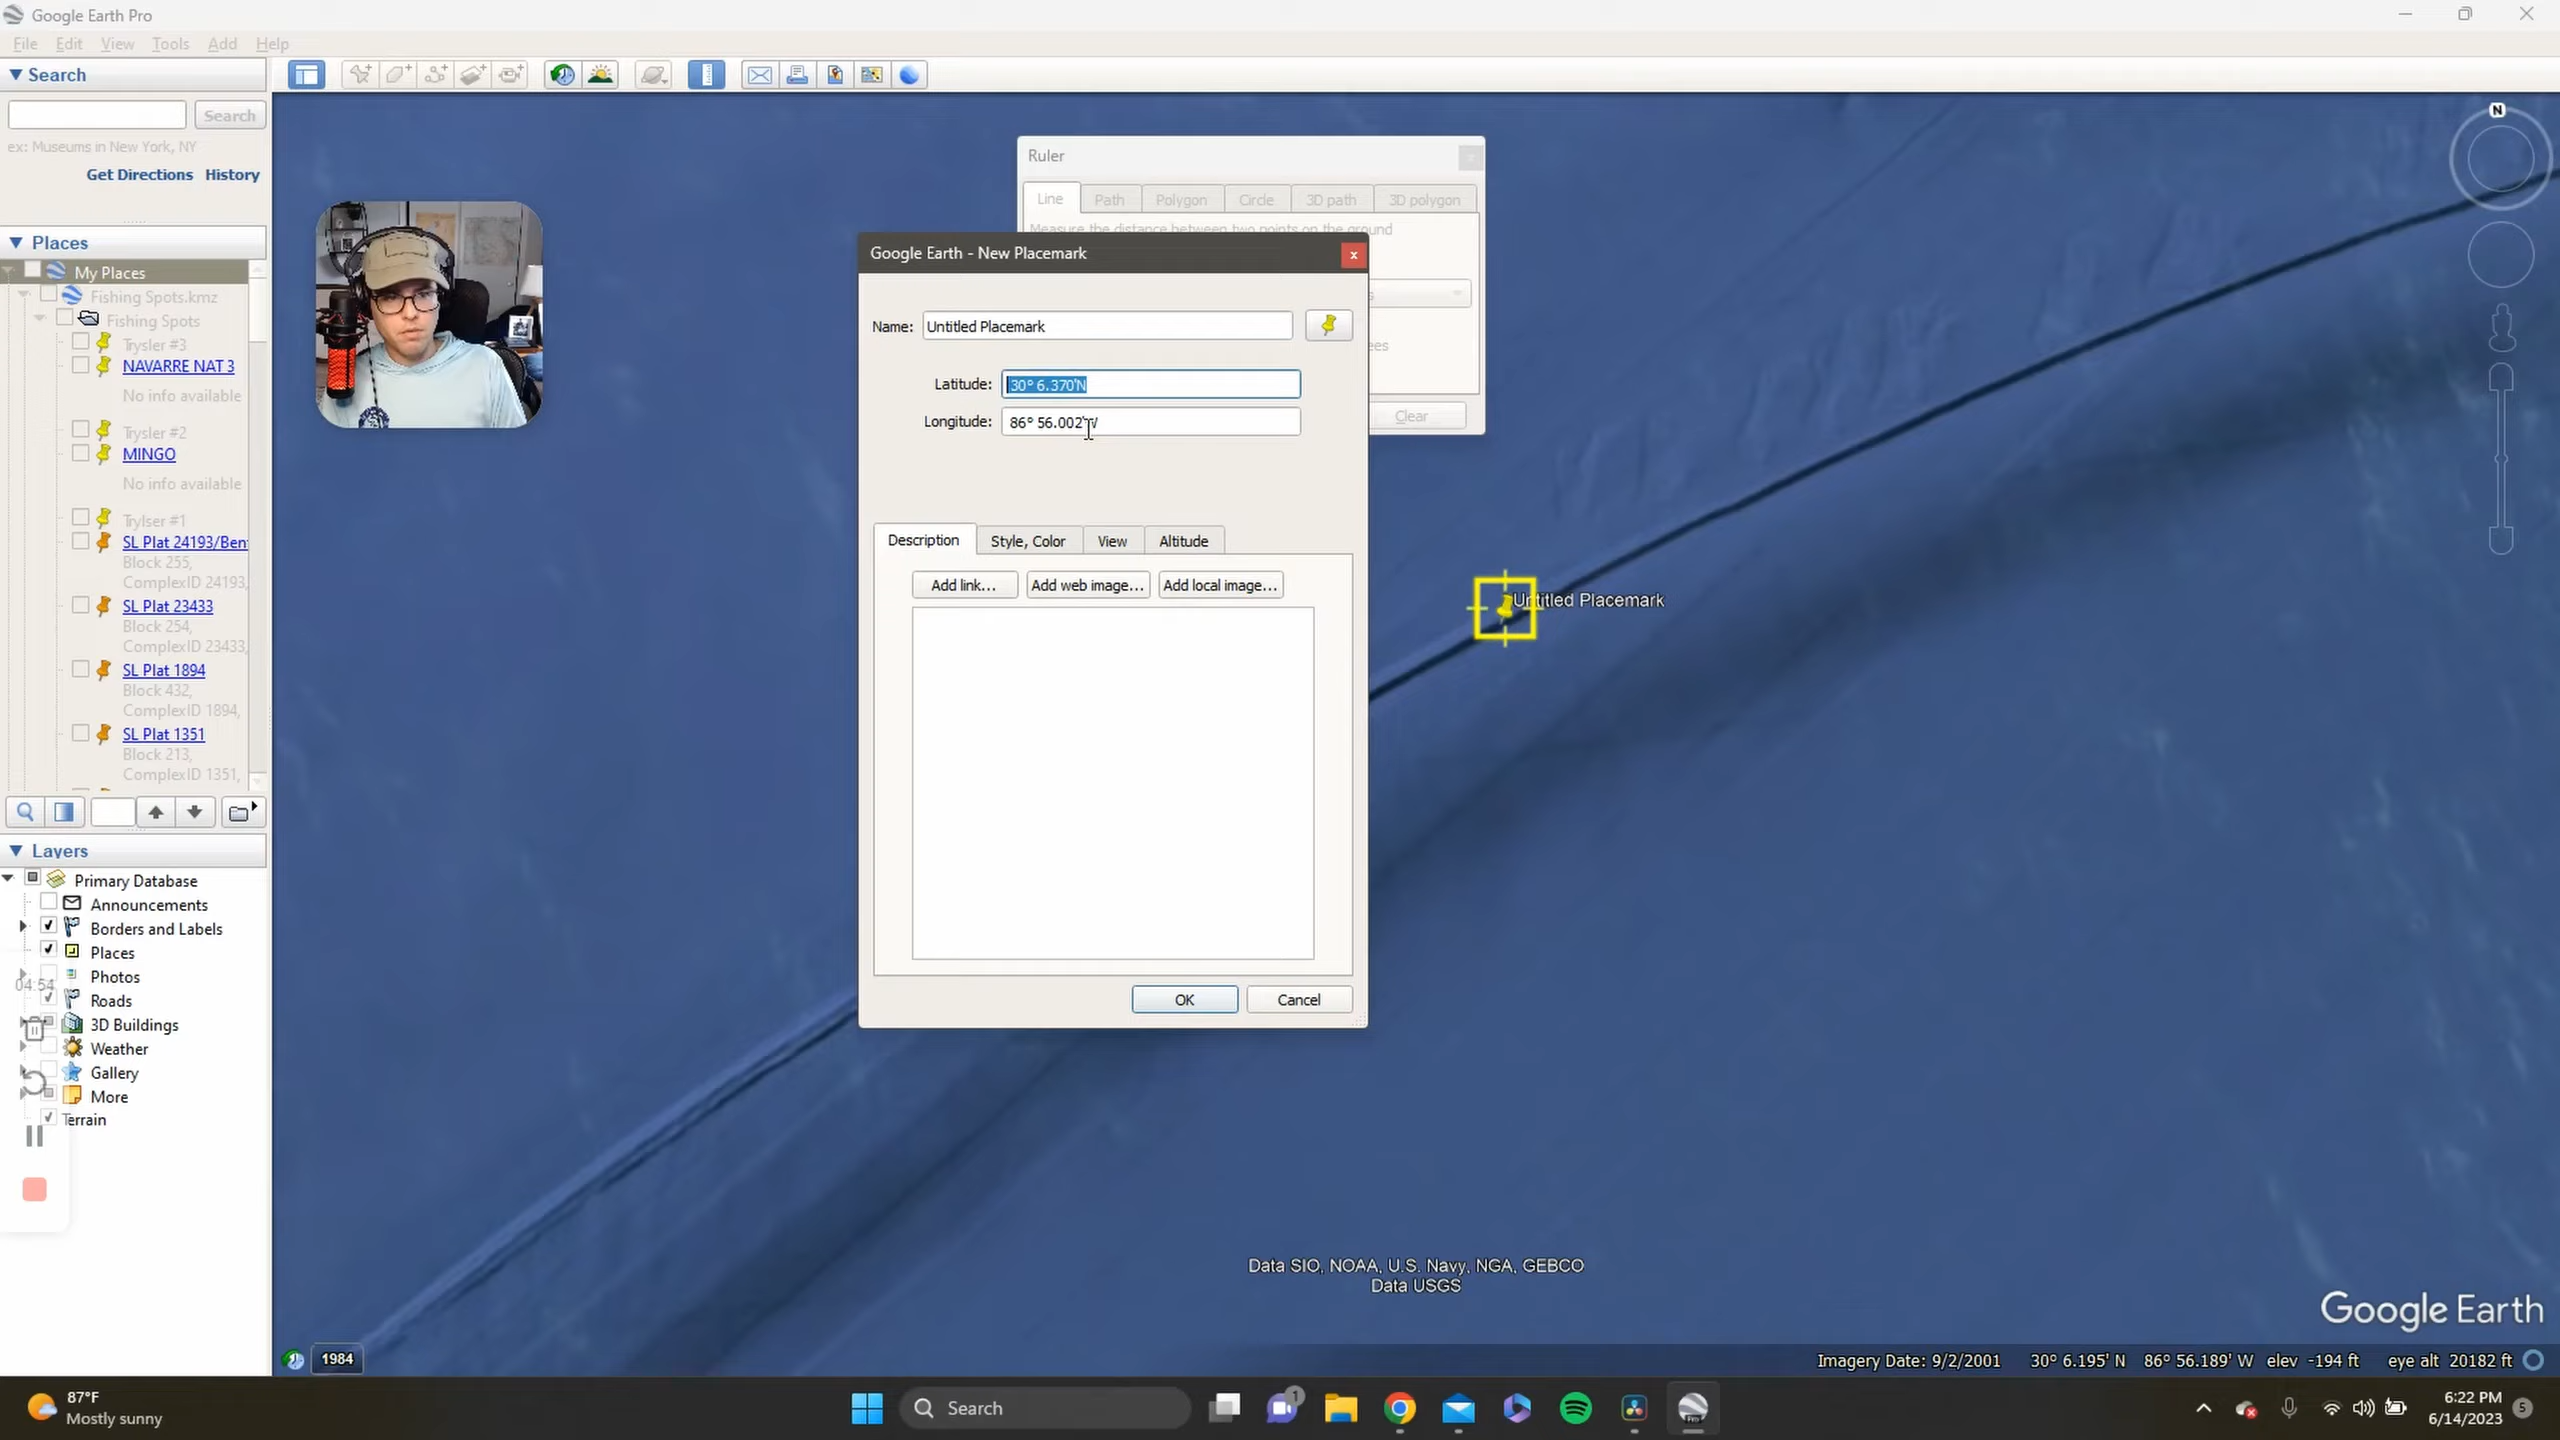 Google Earth Pro
File Edit View Tools Add Help
Search
Search
ex: Museums in New York, NY
Get Directions History
Places
My Places
Fishing Spots.kmz
Fishing Spots
Trysler #3
NAVARRE NAT 3
No info available
Trysler #2
MINGO
No info available
Trylser #1
SL Plat 24193/Ben
Block 255,
ComplexID 24193,
SL Plat 23433
Block 254,
ComplexID 23433,
SL Plat 1894
Block 432,
ComplexID 1894,
SL Plat 1351
Block 213,
ComplexID 1351,
Layers
Primary Database
Announcements
Borders and Labels
Places
Photos
04:54
Roads
3D Buildings
Weather
Gallery
More
Terrain
Ruler
Line Path Polygon Circle 3D path 3D polygon
Measure the distance between two points on the ground
Clear
Google Earth - New Placemark
Name: Untitled Placemark
Latitude: 30° 6.370'N
Longitude: 86° 56.002'W
Description Style, Color View Altitude
Add link... Add web image... Add local image...
OK Cancel
Untitled Placemark
N
Data SIO, NOAA, U.S. Navy, NGA, GEBCO
Data USGS
Google Earth
1984
Imagery Date: 9/2/2001 30° 6.195' N 86° 56.189' W elev -194 ft eye alt 20182 ft
87°F
Mostly sunny
Search
1
Pro
6:22 PM
6/14/2023
5